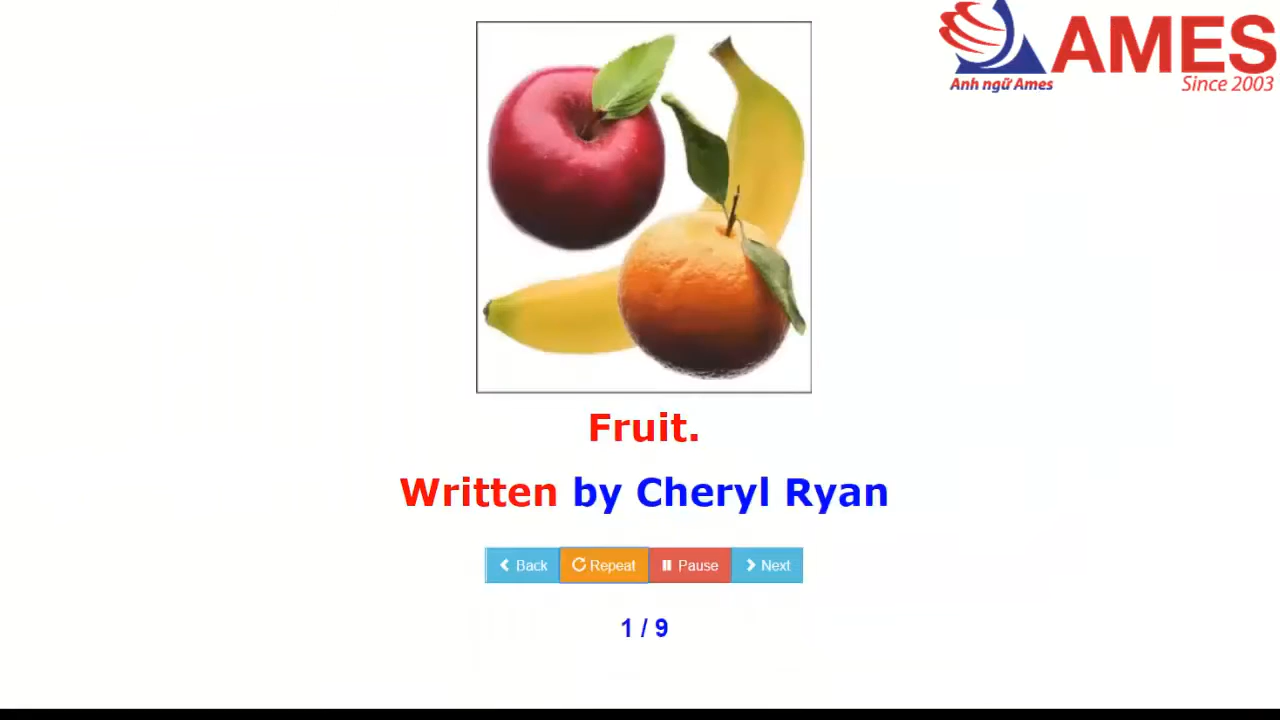 AMES
Anh ngữ Ames
Since 2003
Fruit.
Written by Cheryl Ryan
Back Repeat Pause Next
1 / 9